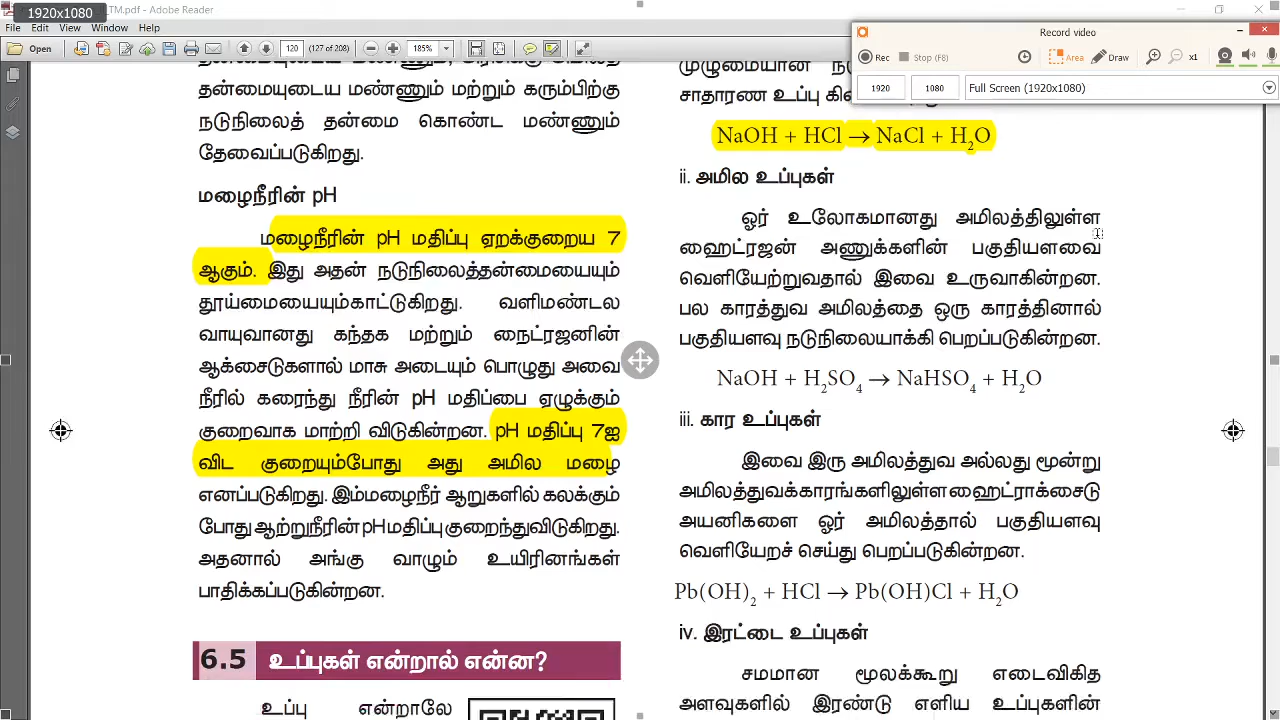 1920x1080
TM.pdf - Adobe Reader
File Edit View Window Help
Open 120 (127 of 208) 185%
Record video
Rec Stop (F8) Area Draw x1
1920 1080 Full Screen (1920x1080)
தன்மையுடைய மண்ணும் மற்றும் கரும்பிற்கு
நடுநிலைத் தன்மை கொண்ட மண்ணும்
தேவைப்படுகிறது.
மழைநீரின் pH
மழைநீரின் pH மதிப்பு ஏறக்குறைய 7
ஆகும். இது அதன் நடுநிலைத்தன்மையையும்
தூய்மையையும்காட்டுகிறது. வளிமண்டல
வாயுவானது கந்தக மற்றும் நைட்ரஜனின்
ஆக்சைடுகளால் மாசு அடையும் பொழுது அவை
நீரில் கரைந்து நீரின் pH மதிப்பை ஏழுக்கும்
குறைவாக மாற்றி விடுகின்றன. pH மதிப்பு 7ஐ
விட குறையும்போது அது அமில மழை
எனப்படுகிறது. இம்மழைநீர் ஆறுகளில் கலக்கும்
போது ஆற்றுநீரின் pH மதிப்பு குறைந்துவிடுகிறது.
அதனால் அங்கு வாழும் உயிரினங்கள்
பாதிக்கப்படுகின்றன.
6.5 உப்புகள் என்றால் என்ன?
உப்பு என்றாலே
முழுமையான
சாதாரண உப்பு
NaOH + HCl → NaCl + H₂O
ii. அமில உப்புகள்
ஓர் உலோகமானது அமிலத்திலுள்ள
ஹைட்ரஜன் அணுக்களின் பகுதியளவை
வெளியேற்றுவதால் இவை உருவாகின்றன.
பல காரத்துவ அமிலத்தை ஒரு காரத்தினால்
பகுதியளவு நடுநிலையாக்கி பெறப்படுகின்றன.
NaOH + H₂SO₄ → NaHSO₄ + H₂O
iii. கார உப்புகள்
இவை இரு அமிலத்துவ அல்லது மூன்று
அமிலத்துவக்காரங்களிலுள்ள ஹைட்ராக்சைடு
அயனிகளை ஓர் அமிலத்தால் பகுதியளவு
வெளியேறச் செய்து பெறப்படுகின்றன.
Pb(OH)₂ + HCl → Pb(OH)Cl + H₂O
iv. இரட்டை உப்புகள்
சமமான மூலக்கூறு எடைவிகித
அளவுகளில் இரண்டு எளிய உப்புகளின்